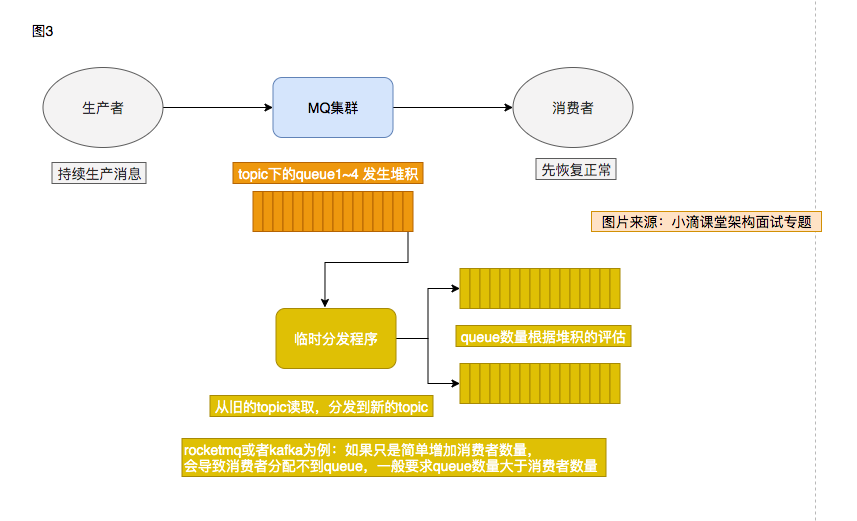 图3
生产者
MQ集群
消费者
持续生产消息
topic下的queue1~4 发生堆积
先恢复正常
图片来源：小滴课堂架构面试专题
临时分发程序
queue数量根据堆积的评估
从旧的topic读取，分发到新的topic
rocketmq或者kafka为例：如果只是简单增加消费者数量，
会导致消费者分配不到queue，一般要求queue数量大于消费者数量